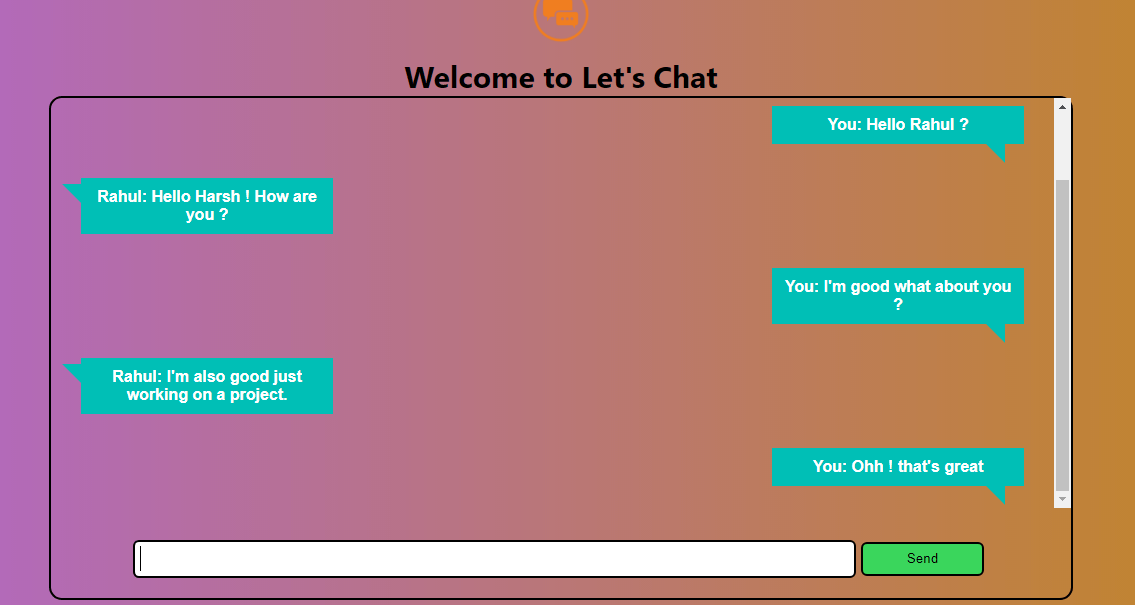 Welcome to Let's Chat
You: Hello Rahul ?
Rahul: Hello Harsh ! How are
you ?
You: I'm good what about you
?
Rahul: I'm also good just
working on a project.
You: Ohh ! that's great
Send